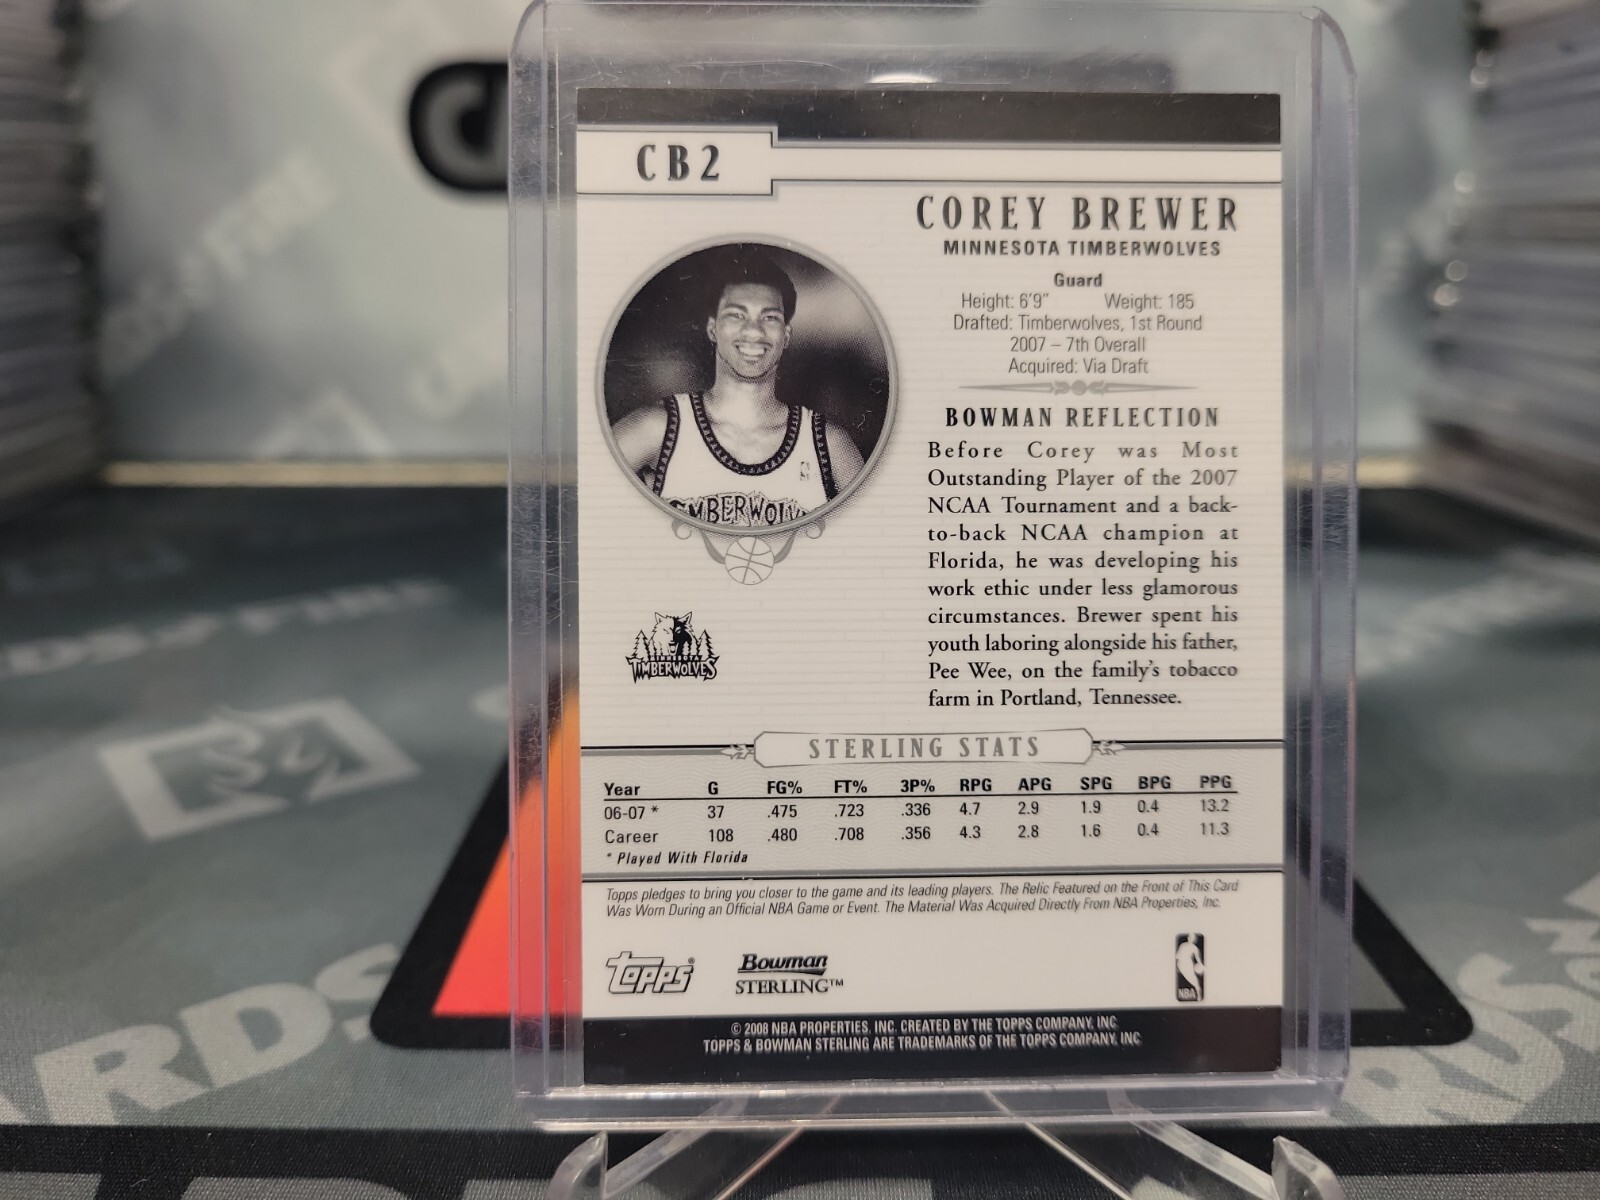 CB2
COREY BREWER
MINNESOTA TIMBERWOLVES
Guard
Height: 6'9" Weight: 185
Drafted: Timberwolves, 1st Round
2007 – 7th Overall
Acquired: Via Draft
BOWMAN REFLECTION
Before Corey was Most
Outstanding Player of the 2007
NCAA Tournament and a back-
to-back NCAA champion at
Florida, he was developing his
work ethic under less glamorous
circumstances. Brewer spent his
youth laboring alongside his father,
Pee Wee, on the family's tobacco
farm in Portland, Tennessee.
MINNESOTA
TIMBERWOLVES
STERLING STATS
Year G FG% FT% 3P% RPG APG SPG BPG PPG
06-07 * 37 .475 .723 .336 4.7 2.9 1.9 0.4 13.2
Career 108 .480 .708 .356 4.3 2.8 1.6 0.4 11.3
* Played With Florida
Topps pledges to bring you closer to the game and its leading players. The Relic Featured on the Front of This Card
Was Worn During an Official NBA Game or Event. The Material Was Acquired Directly From NBA Properties, Inc.
Topps® Bowman
STERLING™
NBA
© 2008 NBA PROPERTIES, INC. CREATED BY THE TOPPS COMPANY, INC
TOPPS & BOWMAN STERLING ARE TRADEMARKS OF THE TOPPS COMPANY, INC